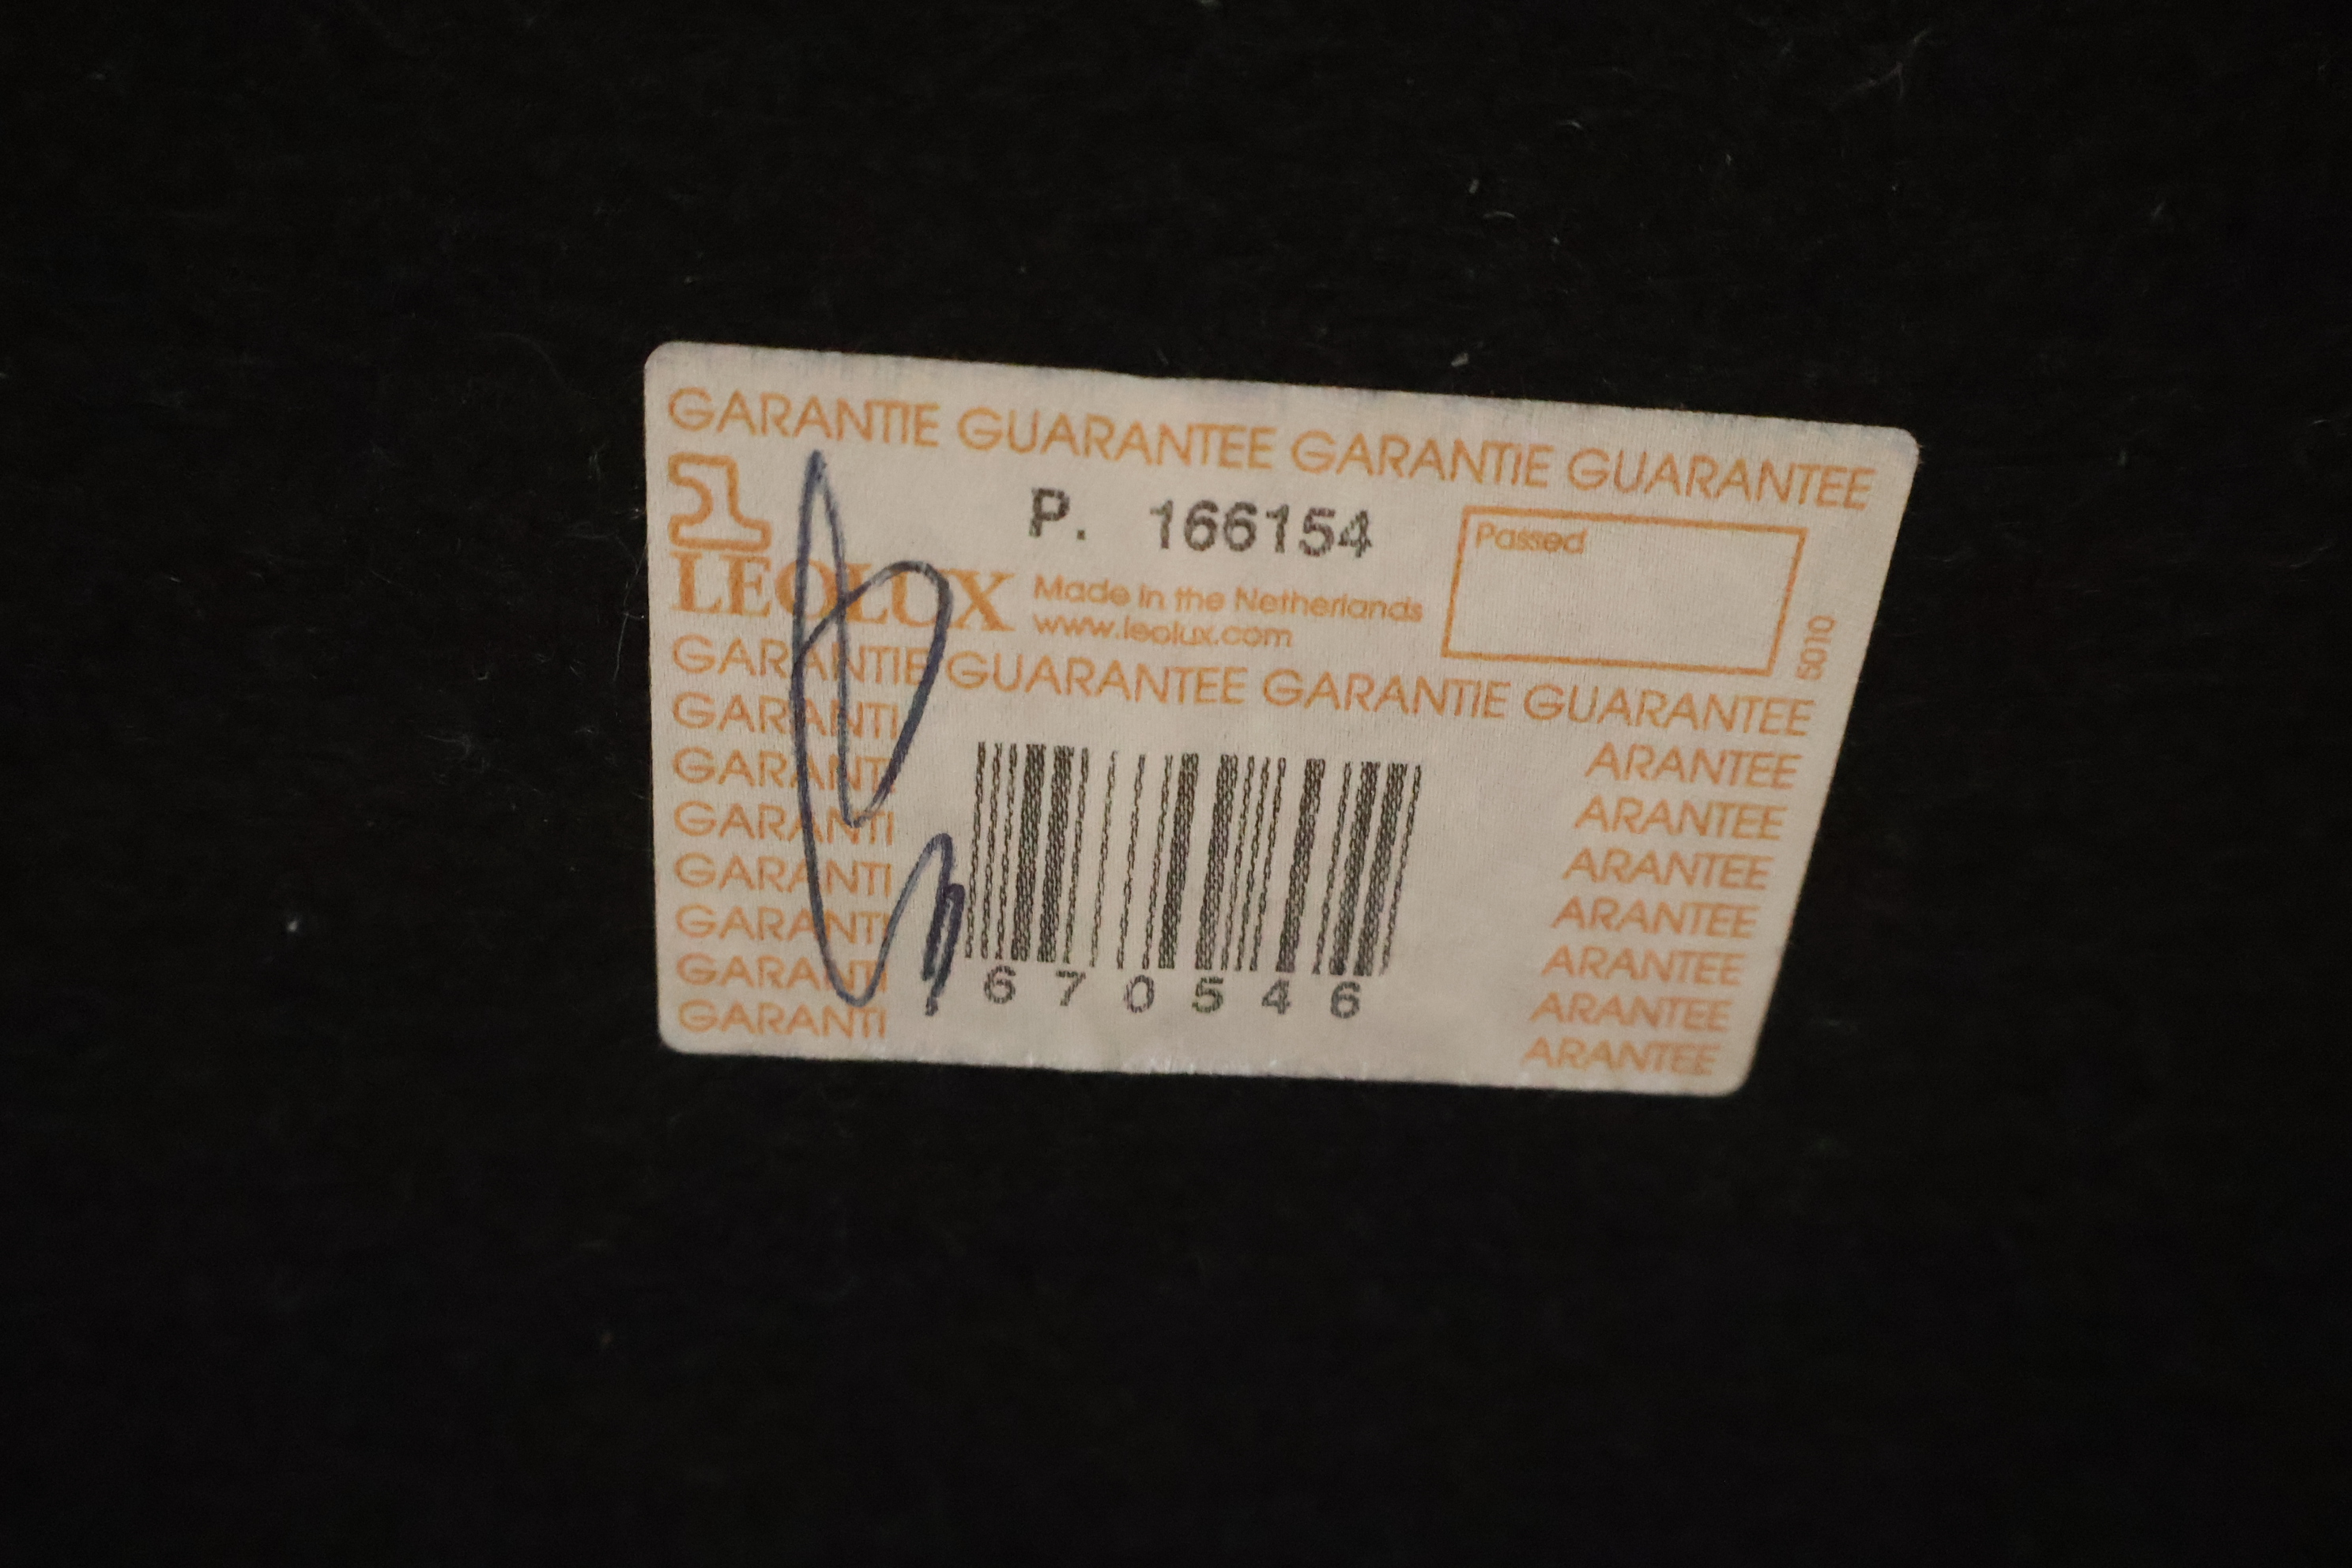 GARANTIE GUARANTEE GARANTIE GUARANTEE
P. 166154
Passed
LEOLUX
Made in the Netherlands
www.leolux.com
5010
GARANTIE GUARANTEE GARANTIE GUARANTEE
GARANTI
ARANTEE
GARANTI
ARANTEE
GARANTI
ARANTEE
GARANTI
ARANTEE
GARANTI
ARANTEE
GARANTI
ARANTEE
GARANTI
ARANTEE
670546